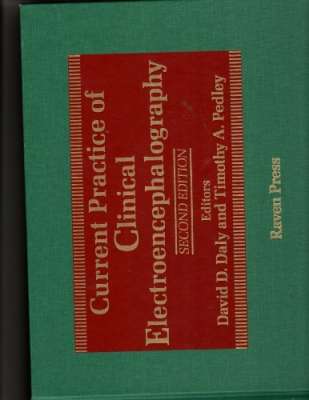 Current Practice of
Clinical
Electroencephalography
SECOND EDITION
Editors
David D. Daly and Timothy A. Pedley
Raven Press